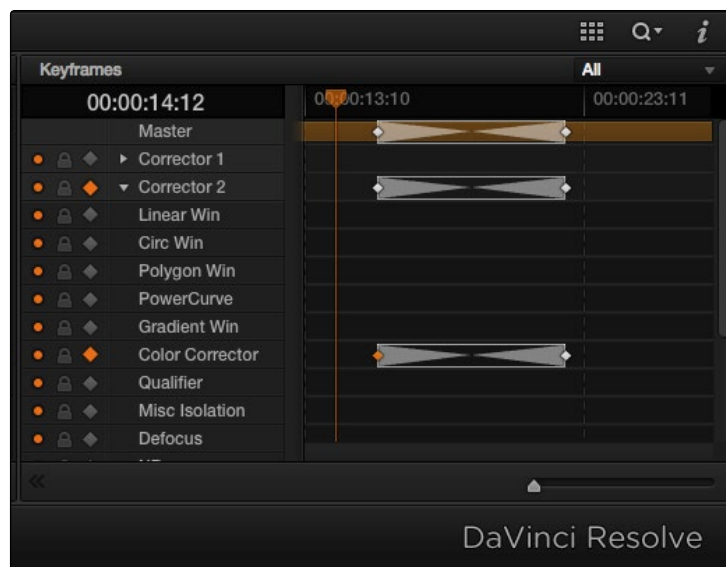 Keyframes All
00:00:14:12 00:00:13:10 00:00:23:11
Master
Corrector 1
Corrector 2
Linear Win
Circ Win
Polygon Win
PowerCurve
Gradient Win
Color Corrector
Qualifier
Misc Isolation
Defocus
DaVinci Resolve